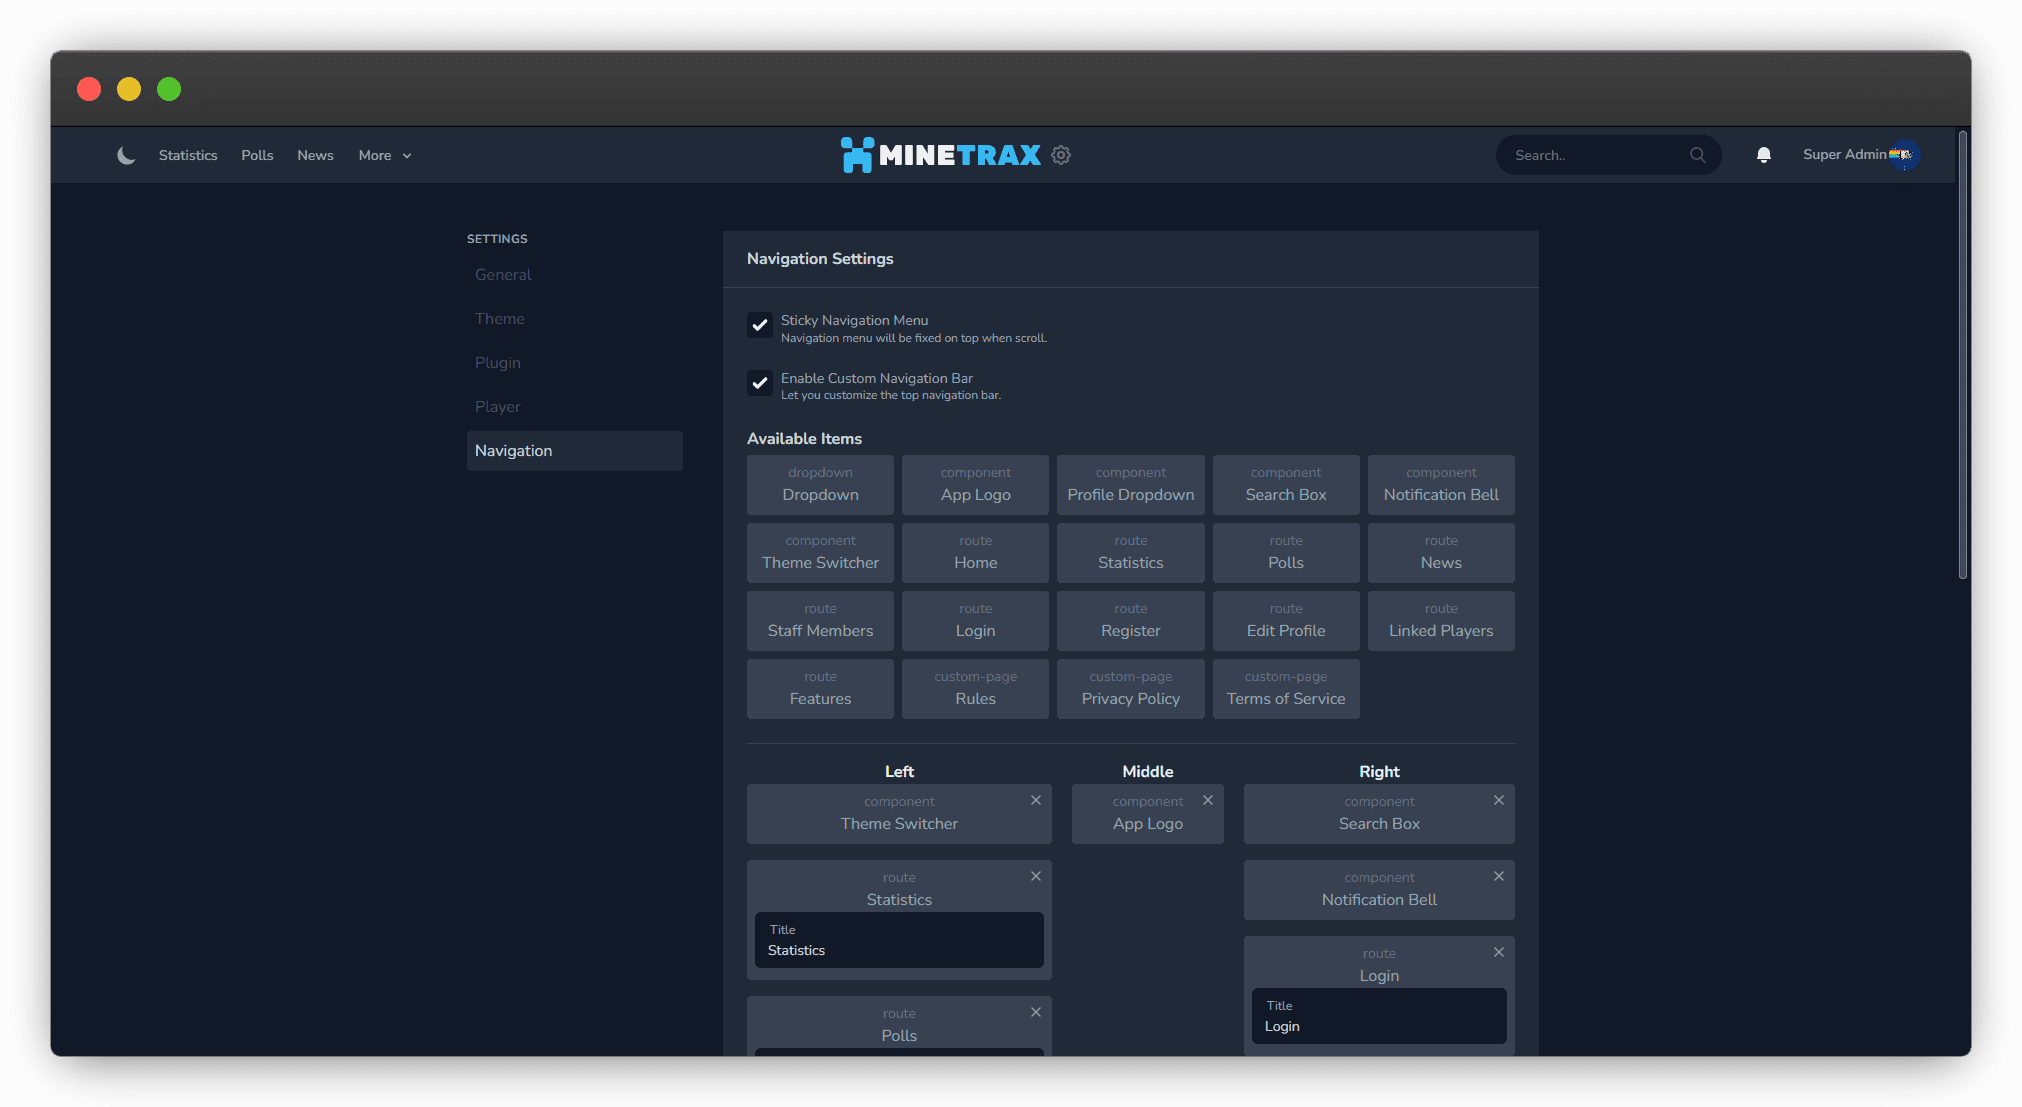 Statistics Polls News More
MINETRAX
Search..
Super Admin
SETTINGS
General
Theme
Plugin
Player
Navigation
Navigation Settings
Sticky Navigation Menu
Navigation menu will be fixed on top when scroll.
Enable Custom Navigation Bar
Let you customize the top navigation bar.
Available Items
dropdown
Dropdown
component
App Logo
component
Profile Dropdown
component
Search Box
component
Notification Bell
component
Theme Switcher
route
Home
route
Statistics
route
Polls
route
News
route
Staff Members
route
Login
route
Register
route
Edit Profile
route
Linked Players
route
Features
custom-page
Rules
custom-page
Privacy Policy
custom-page
Terms of Service
Left
component
Theme Switcher
route
Statistics
Title
Statistics
route
Polls
Middle
component
App Logo
Right
component
Search Box
component
Notification Bell
route
Login
Title
Login